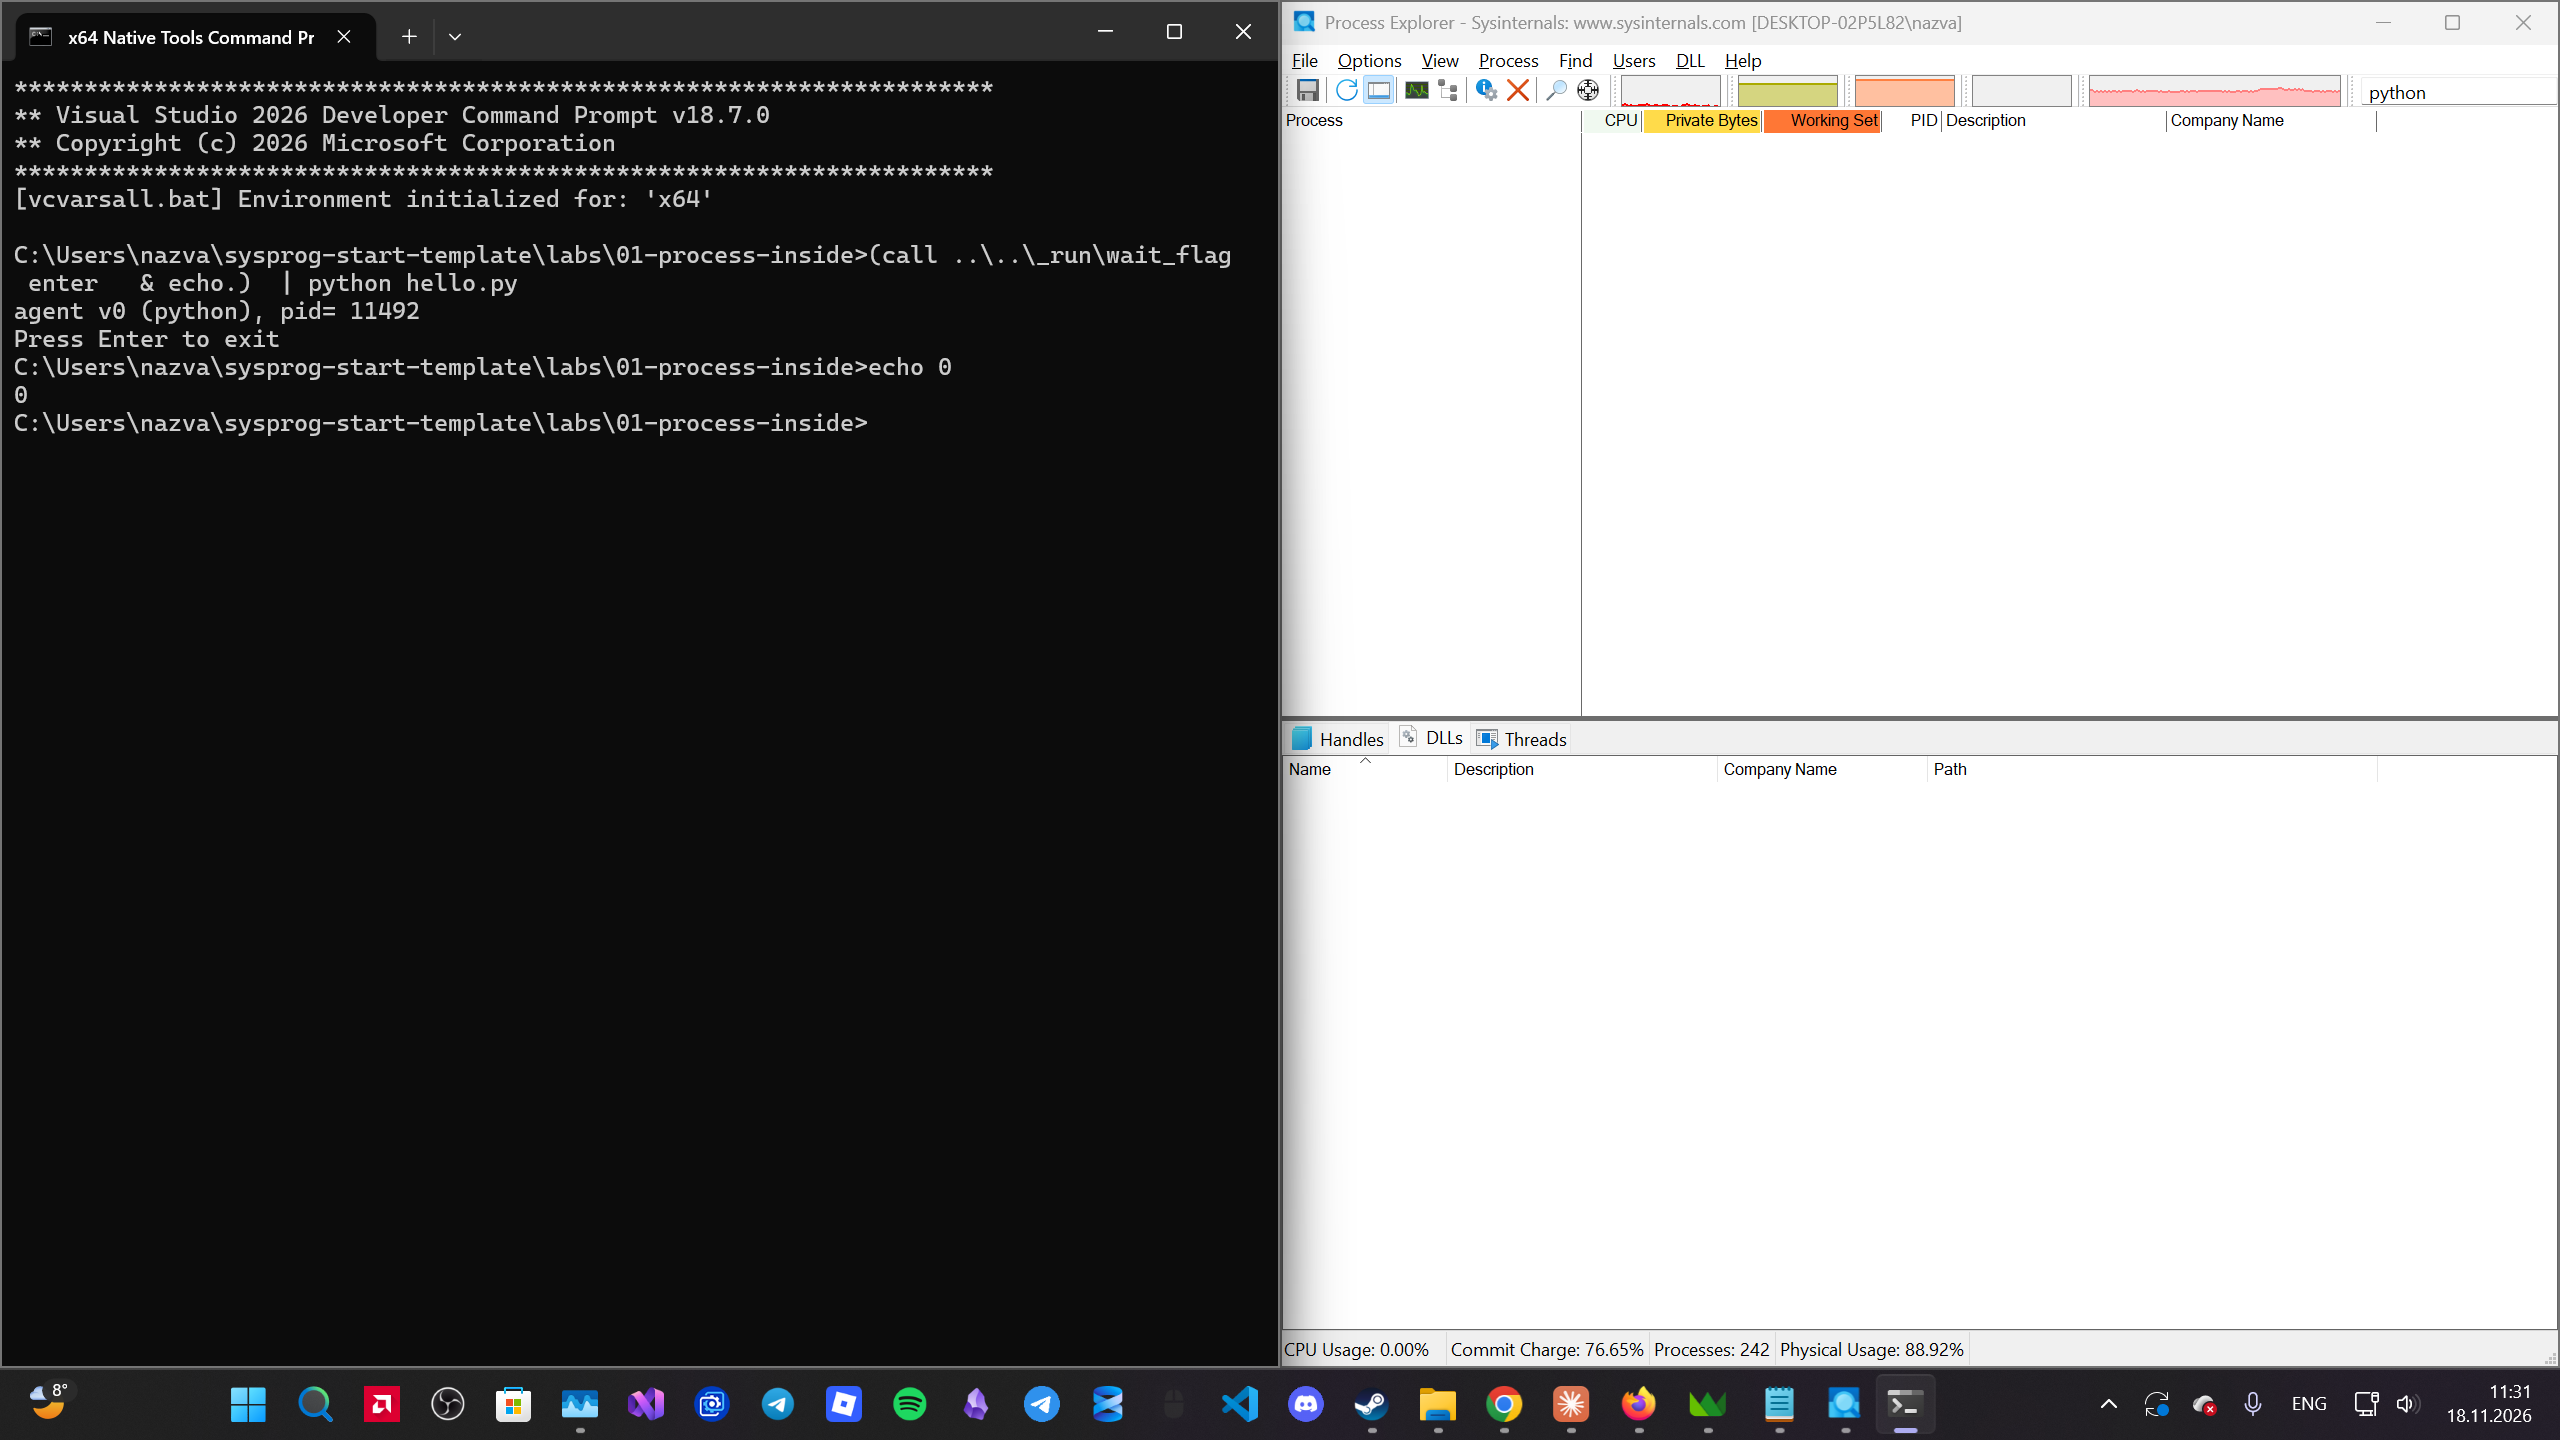 x64 Native Tools Command Pr
**********************************************************************
** Visual Studio 2026 Developer Command Prompt v18.7.0
** Copyright (c) 2026 Microsoft Corporation
**********************************************************************
[vcvarsall.bat] Environment initialized for: 'x64'
C:\Users\nazva\sysprog-start-template\labs\01-process-inside>(call ..\..\_run\wait_flag
 enter   & echo.)  | python hello.py
agent v0 (python), pid= 11492
Press Enter to exit
C:\Users\nazva\sysprog-start-template\labs\01-process-inside>echo 0
0
C:\Users\nazva\sysprog-start-template\labs\01-process-inside>
Process Explorer - Sysinternals: www.sysinternals.com [DESKTOP-02P5L82\nazva]
File Options View Process Find Users DLL Help
python
Process CPU Private Bytes Working Set PID Description Company Name
Handles DLLs Threads
Name Description Company Name Path
CPU Usage: 0.00% Commit Charge: 76.65% Processes: 242 Physical Usage: 88.92%
8°
ENG
11:31
18.11.2026